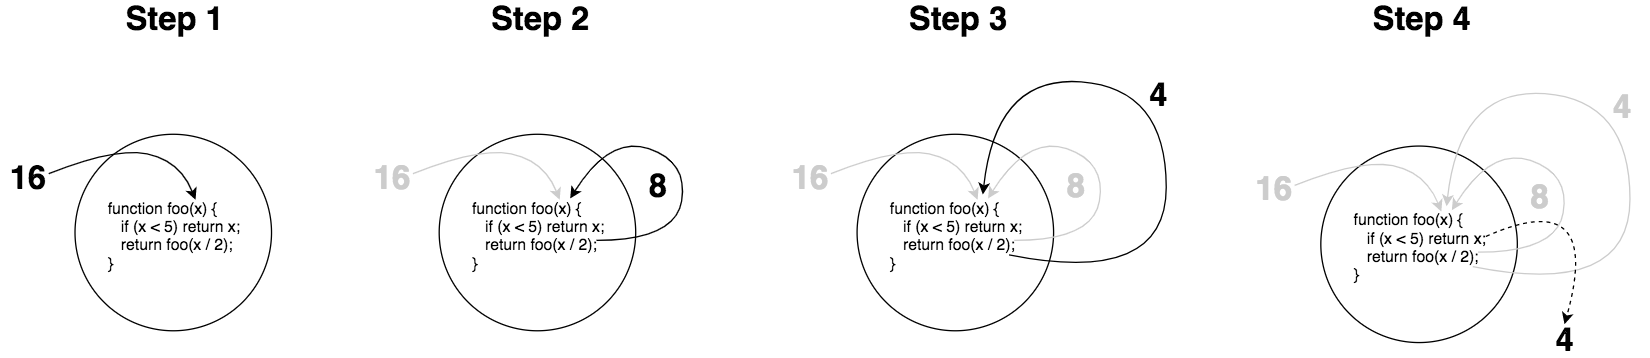 Step 1
16
function foo(x) {
if (x < 5) return x;
return foo(x / 2);
}
Step 2
16
8
function foo(x) {
if (x < 5) return x;
return foo(x / 2);
}
Step 3
4
16
8
function foo(x) {
if (x < 5) return x;
return foo(x / 2);
}
Step 4
4
16
8
function foo(x) {
if (x < 5) return x;
return foo(x / 2);
}
4